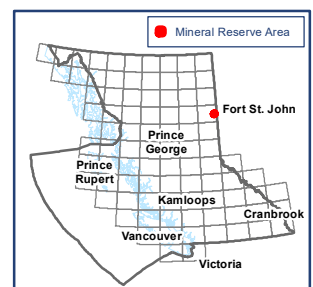 Mineral Reserve Area
Fort St. John
Prince
George
Prince
Rupert
Kamloops
Cranbrook
Vancouver
Victoria